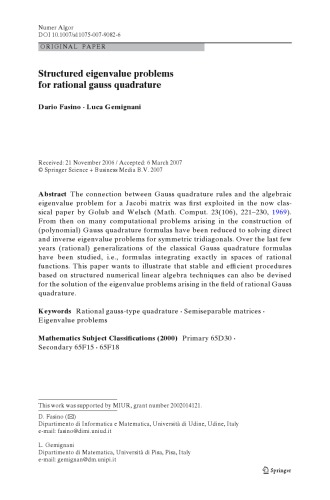 Numer Algor
DOI 10.1007/s11075-007-9082-6
ORIGINAL PAPER
Structured eigenvalue problems
for rational gauss quadrature
Dario Fasino · Luca Gemignani
Received: 21 November 2006 / Accepted: 6 March 2007
© Springer Science + Business Media B.V. 2007
Abstract The connection between Gauss quadrature rules and the algebraic
eigenvalue problem for a Jacobi matrix was first exploited in the now clas-
sical paper by Golub and Welsch (Math. Comput. 23(106), 221–230, 1969).
From then on many computational problems arising in the construction of
(polynomial) Gauss quadrature formulas have been reduced to solving direct
and inverse eigenvalue problems for symmetric tridiagonals. Over the last few
years (rational) generalizations of the classical Gauss quadrature formulas
have been studied, i.e., formulas integrating exactly in spaces of rational
functions. This paper wants to illustrate that stable and efficient procedures
based on structured numerical linear algebra techniques can also be devised
for the solution of the eigenvalue problems arising in the field of rational Gauss
quadrature.
Keywords Rational gauss-type quadrature · Semiseparable matrices ·
Eigenvalue problems
Mathematics Subject Classifications (2000) Primary 65D30 ·
Secondary 65F15 · 65F18
This work was supported by MIUR, grant number 2002014121.
D. Fasino (✉)
Dipartimento di Informatica e Matematica, Università di Udine, Udine, Italy
e-mail: fasino@dimi.uniud.it
L. Gemignani
Dipartimento di Matematica, Università di Pisa, Pisa, Italy
e-mail: gemignan@dm.unipi.it
Springer